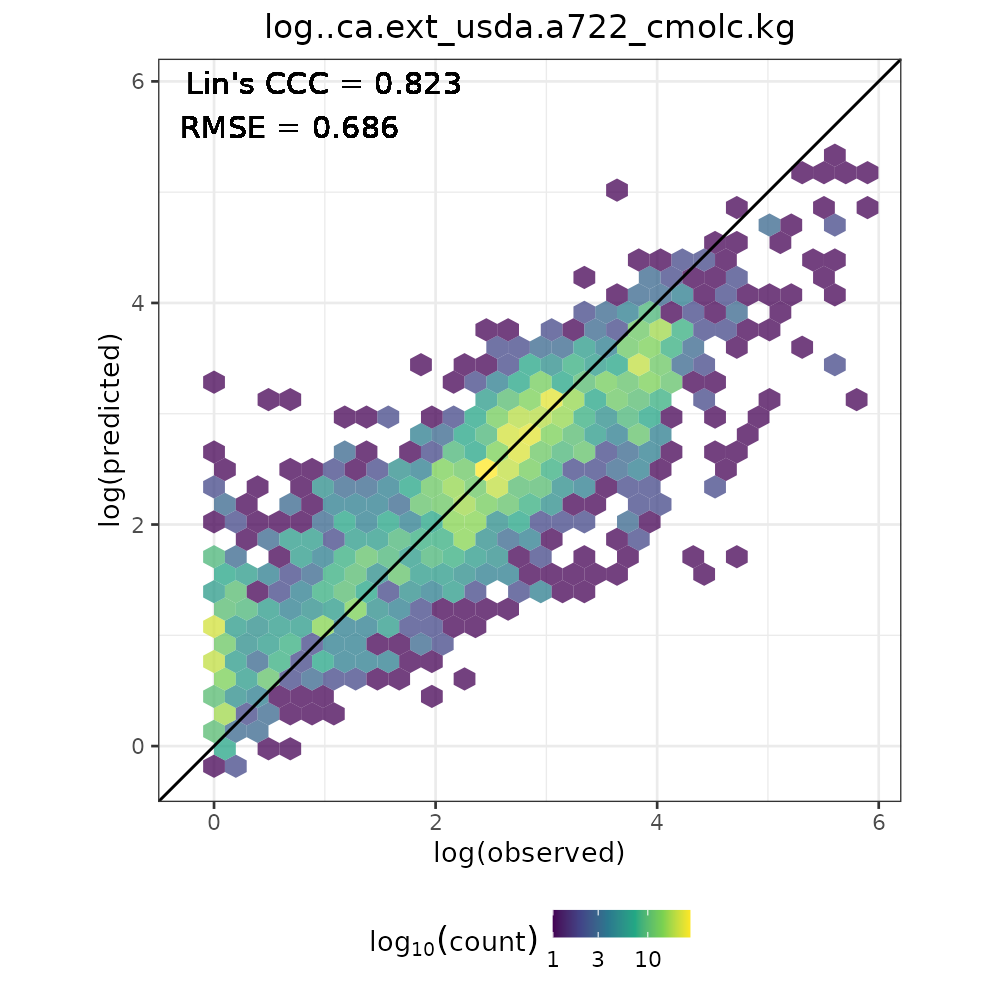 log..ca.ext_usda.a722_cmolc.kg
Lin's CCC = 0.823
RMSE = 0.686
log(predicted)
6
4
2
0
0 2 4 6
log(observed)
log10(count)
1 3 10